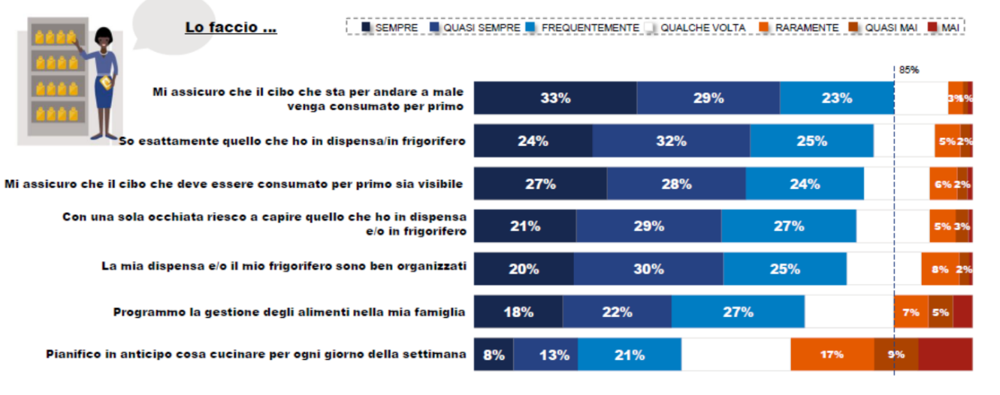 Lo faccio ...
SEMPRE QUASI SEMPRE FREQUENTEMENTE QUALCHE VOLTA RARAMENTE QUASI MAI MAI
85%
Mi assicuro che il cibo che sta per andare a male
venga consumato per primo
33% 29% 23% 3%
So esattamente quello che ho in dispensa/in frigorifero
24% 32% 25% 5% 2%
Mi assicuro che il cibo che deve essere consumato per primo sia visibile
27% 28% 24% 6% 2%
Con una sola occhiata riesco a capire quello che ho in dispensa
e/o in frigorifero
21% 29% 27% 5% 3%
La mia dispensa e/o il mio frigorifero sono ben organizzati
20% 30% 25% 8% 2%
Programmo la gestione degli alimenti nella mia famiglia
18% 22% 27% 7% 5%
Pianifico in anticipo cosa cucinare per ogni giorno della settimana
8% 13% 21% 17% 9%